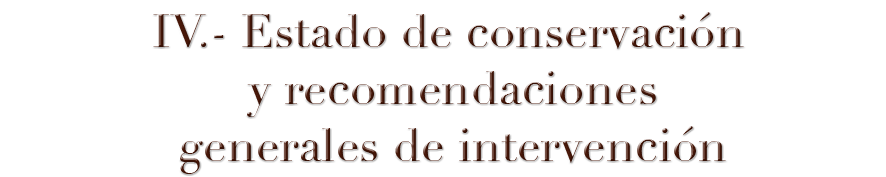 IV.- Estado de conservación
y recomendaciones
generales de intervención